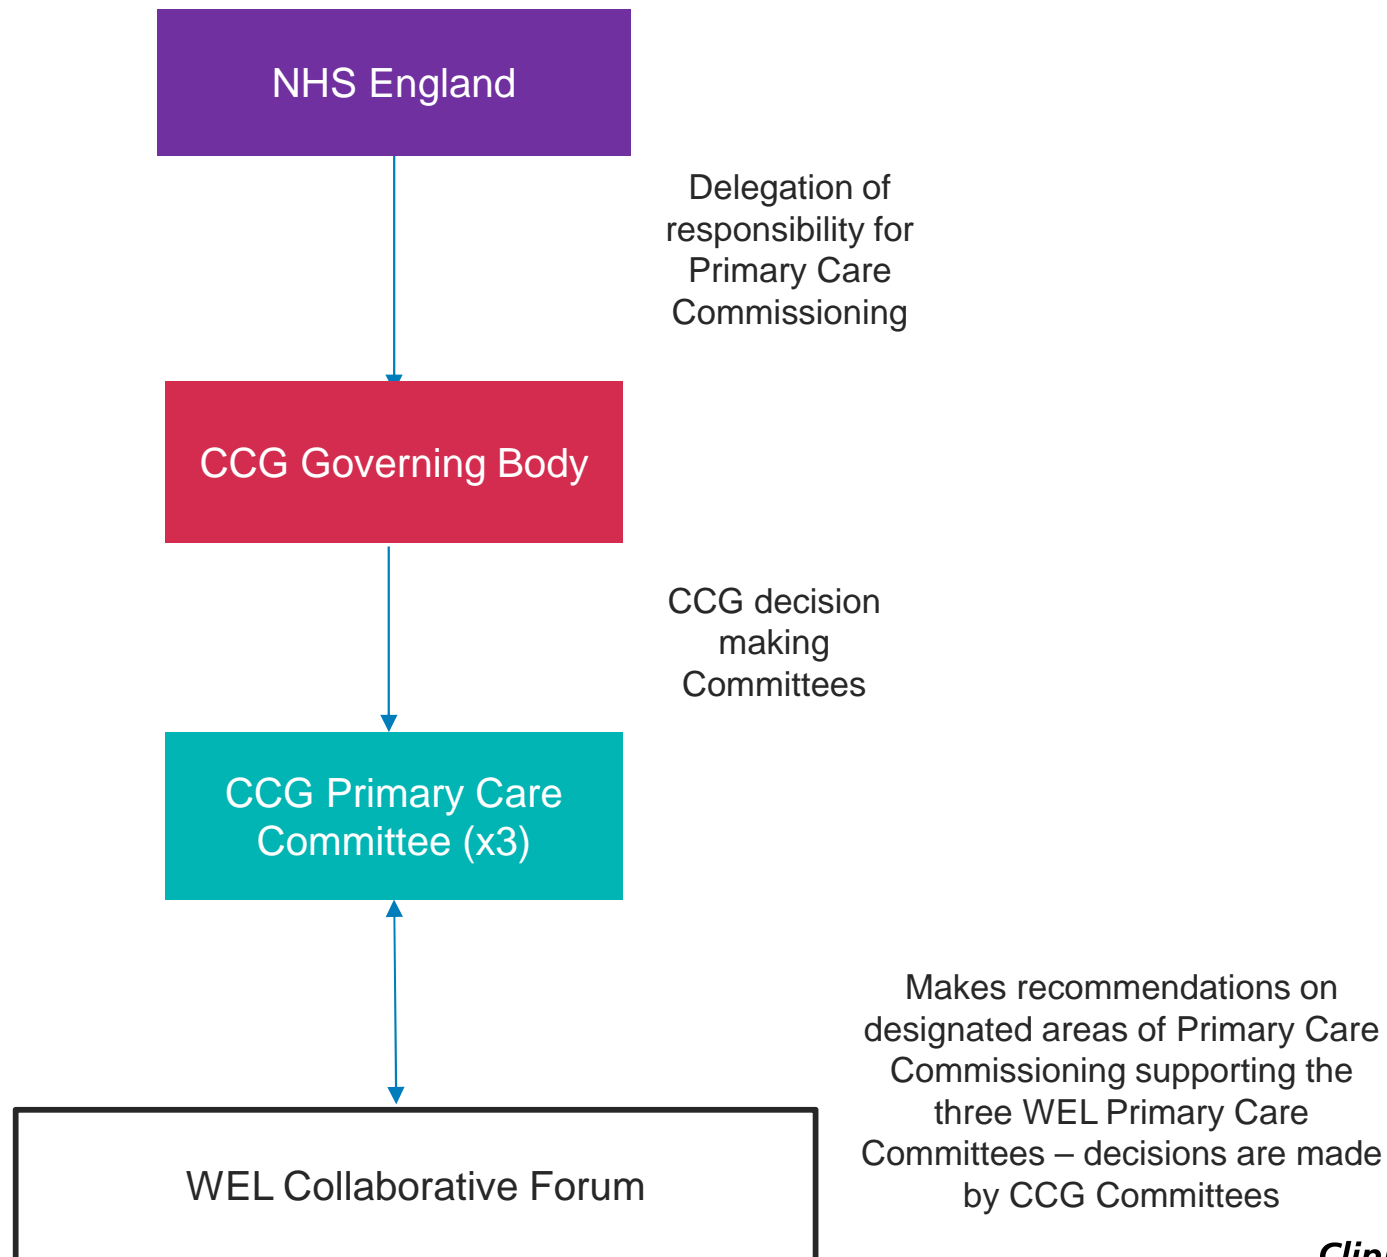 NHS England
Delegation of
responsibility for
Primary Care
Commissioning
CCG Governing Body
CCG decision
making
Committees
CCG Primary Care
Committee (x3)
Makes recommendations on
designated areas of Primary Care
Commissioning supporting the
three WEL Primary Care
Committees – decisions are made
by CCG Committees
WEL Collaborative Forum